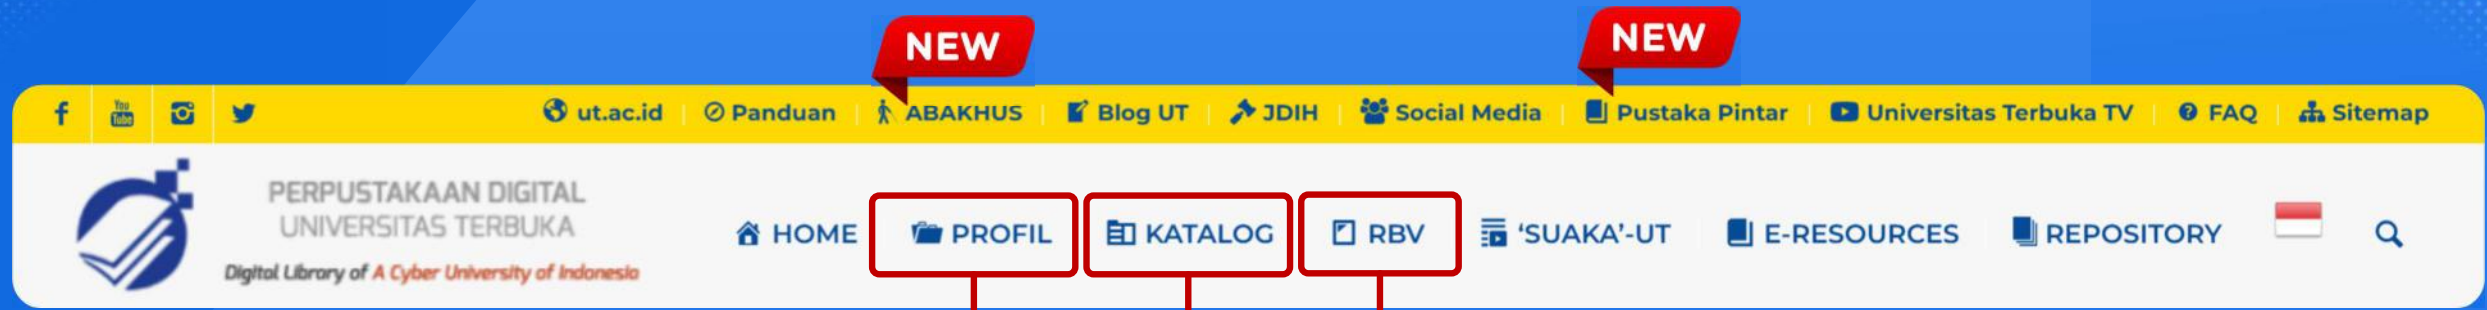 NEW
NEW
You Tube
ut.ac.id Panduan ABAKHUS Blog UT JDIH Social Media Pustaka Pintar Universitas Terbuka TV FAQ Sitemap
PERPUSTAKAAN DIGITAL
UNIVERSITAS TERBUKA
Digital Library of A Cyber University of Indonesia
HOME PROFIL KATALOG RBV 'SUAKA'-UT E-RESOURCES REPOSITORY